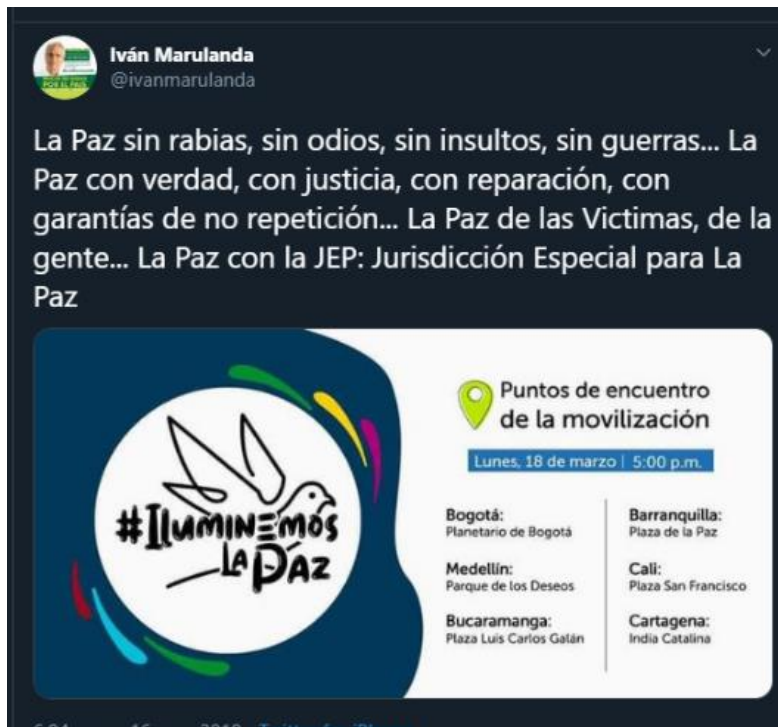 Iván Marulanda
@ivanmarulanda
La Paz sin rabias, sin odios, sin insultos, sin guerras... La
Paz con verdad, con justicia, con reparación, con
garantías de no repetición... La Paz de las Victimas, de la
gente... La Paz con la JEP: Jurisdicción Especial para La
Paz
#ILUMINEMOS
LA PAZ
Puntos de encuentro
de la movilización
Lunes, 18 de marzo | 5:00 p.m.
Bogotá:
Planetario de Bogotá
Medellín:
Parque de los Deseos
Bucaramanga:
Plaza Luis Carlos Galán
Barranquilla:
Plaza de la Paz
Cali:
Plaza San Francisco
Cartagena:
India Catalina